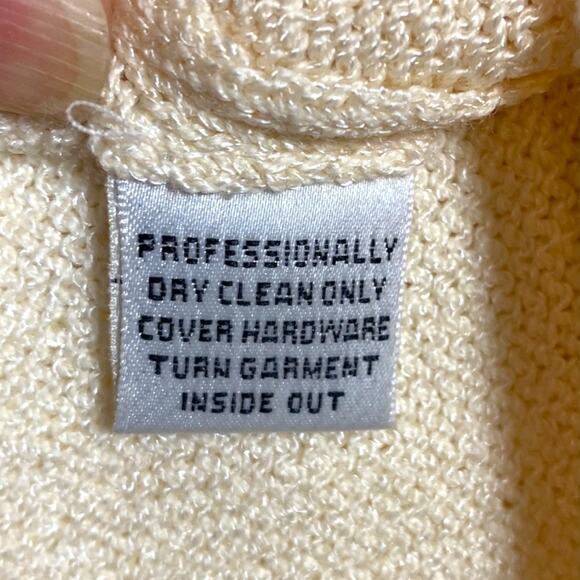 PROFESSIONALLY
DRY CLEAN ONLY
COVER HARDWARE
TURN GARMENT
INSIDE OUT